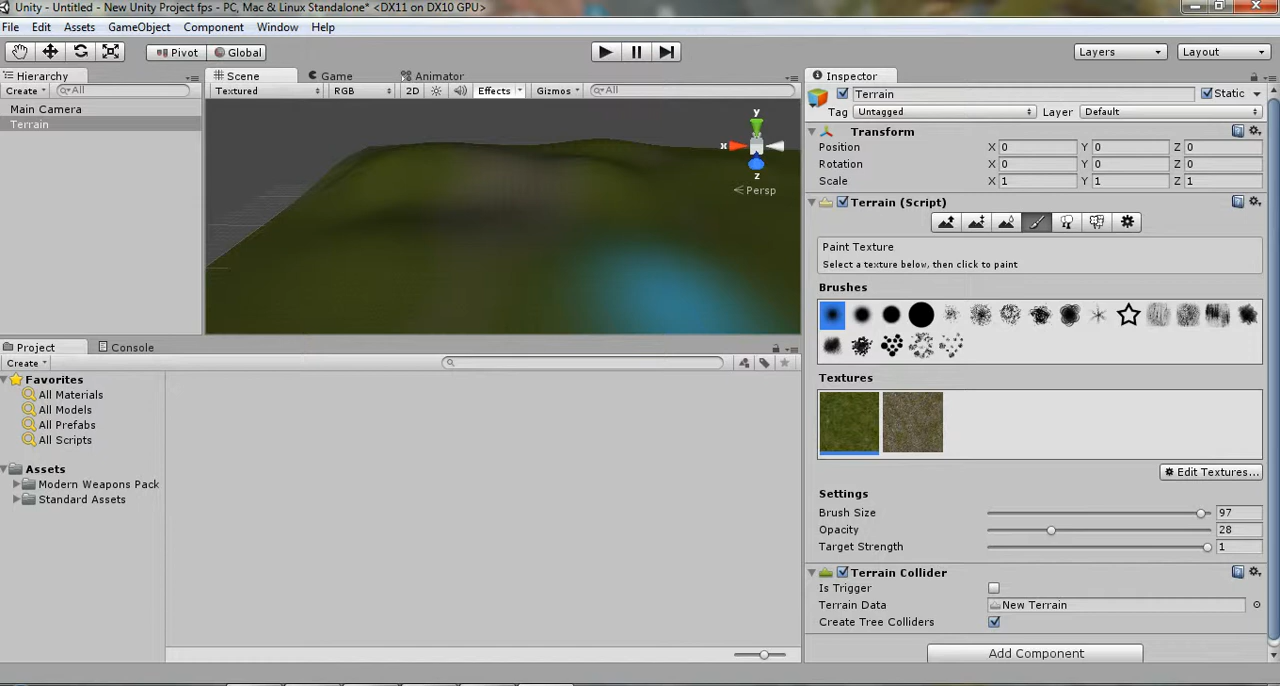 Unity - Untitled - New Unity Project fps - PC, Mac & Linux Standalone* <DX11 on DX10 GPU>
File Edit Assets GameObject Component Window Help
Pivot Global Layers Layout
Hierarchy
Create All
Main Camera
Terrain
Scene Game Animator
Textured RGB 2D Effects Gizmos All
y
x
z
Persp
Project Console
Create
Favorites
All Materials
All Models
All Prefabs
All Scripts
Assets
Modern Weapons Pack
Standard Assets
Inspector
Terrain Static
Tag Untagged Layer Default
Transform
Position X 0 Y 0 Z 0
Rotation X 0 Y 0 Z 0
Scale X 1 Y 1 Z 1
Terrain (Script)
Paint Texture
Select a texture below, then click to paint
Brushes
Textures
Edit Textures...
Settings
Brush Size 97
Opacity 28
Target Strength 1
Terrain Collider
Is Trigger
Terrain Data New Terrain
Create Tree Colliders
Add Component